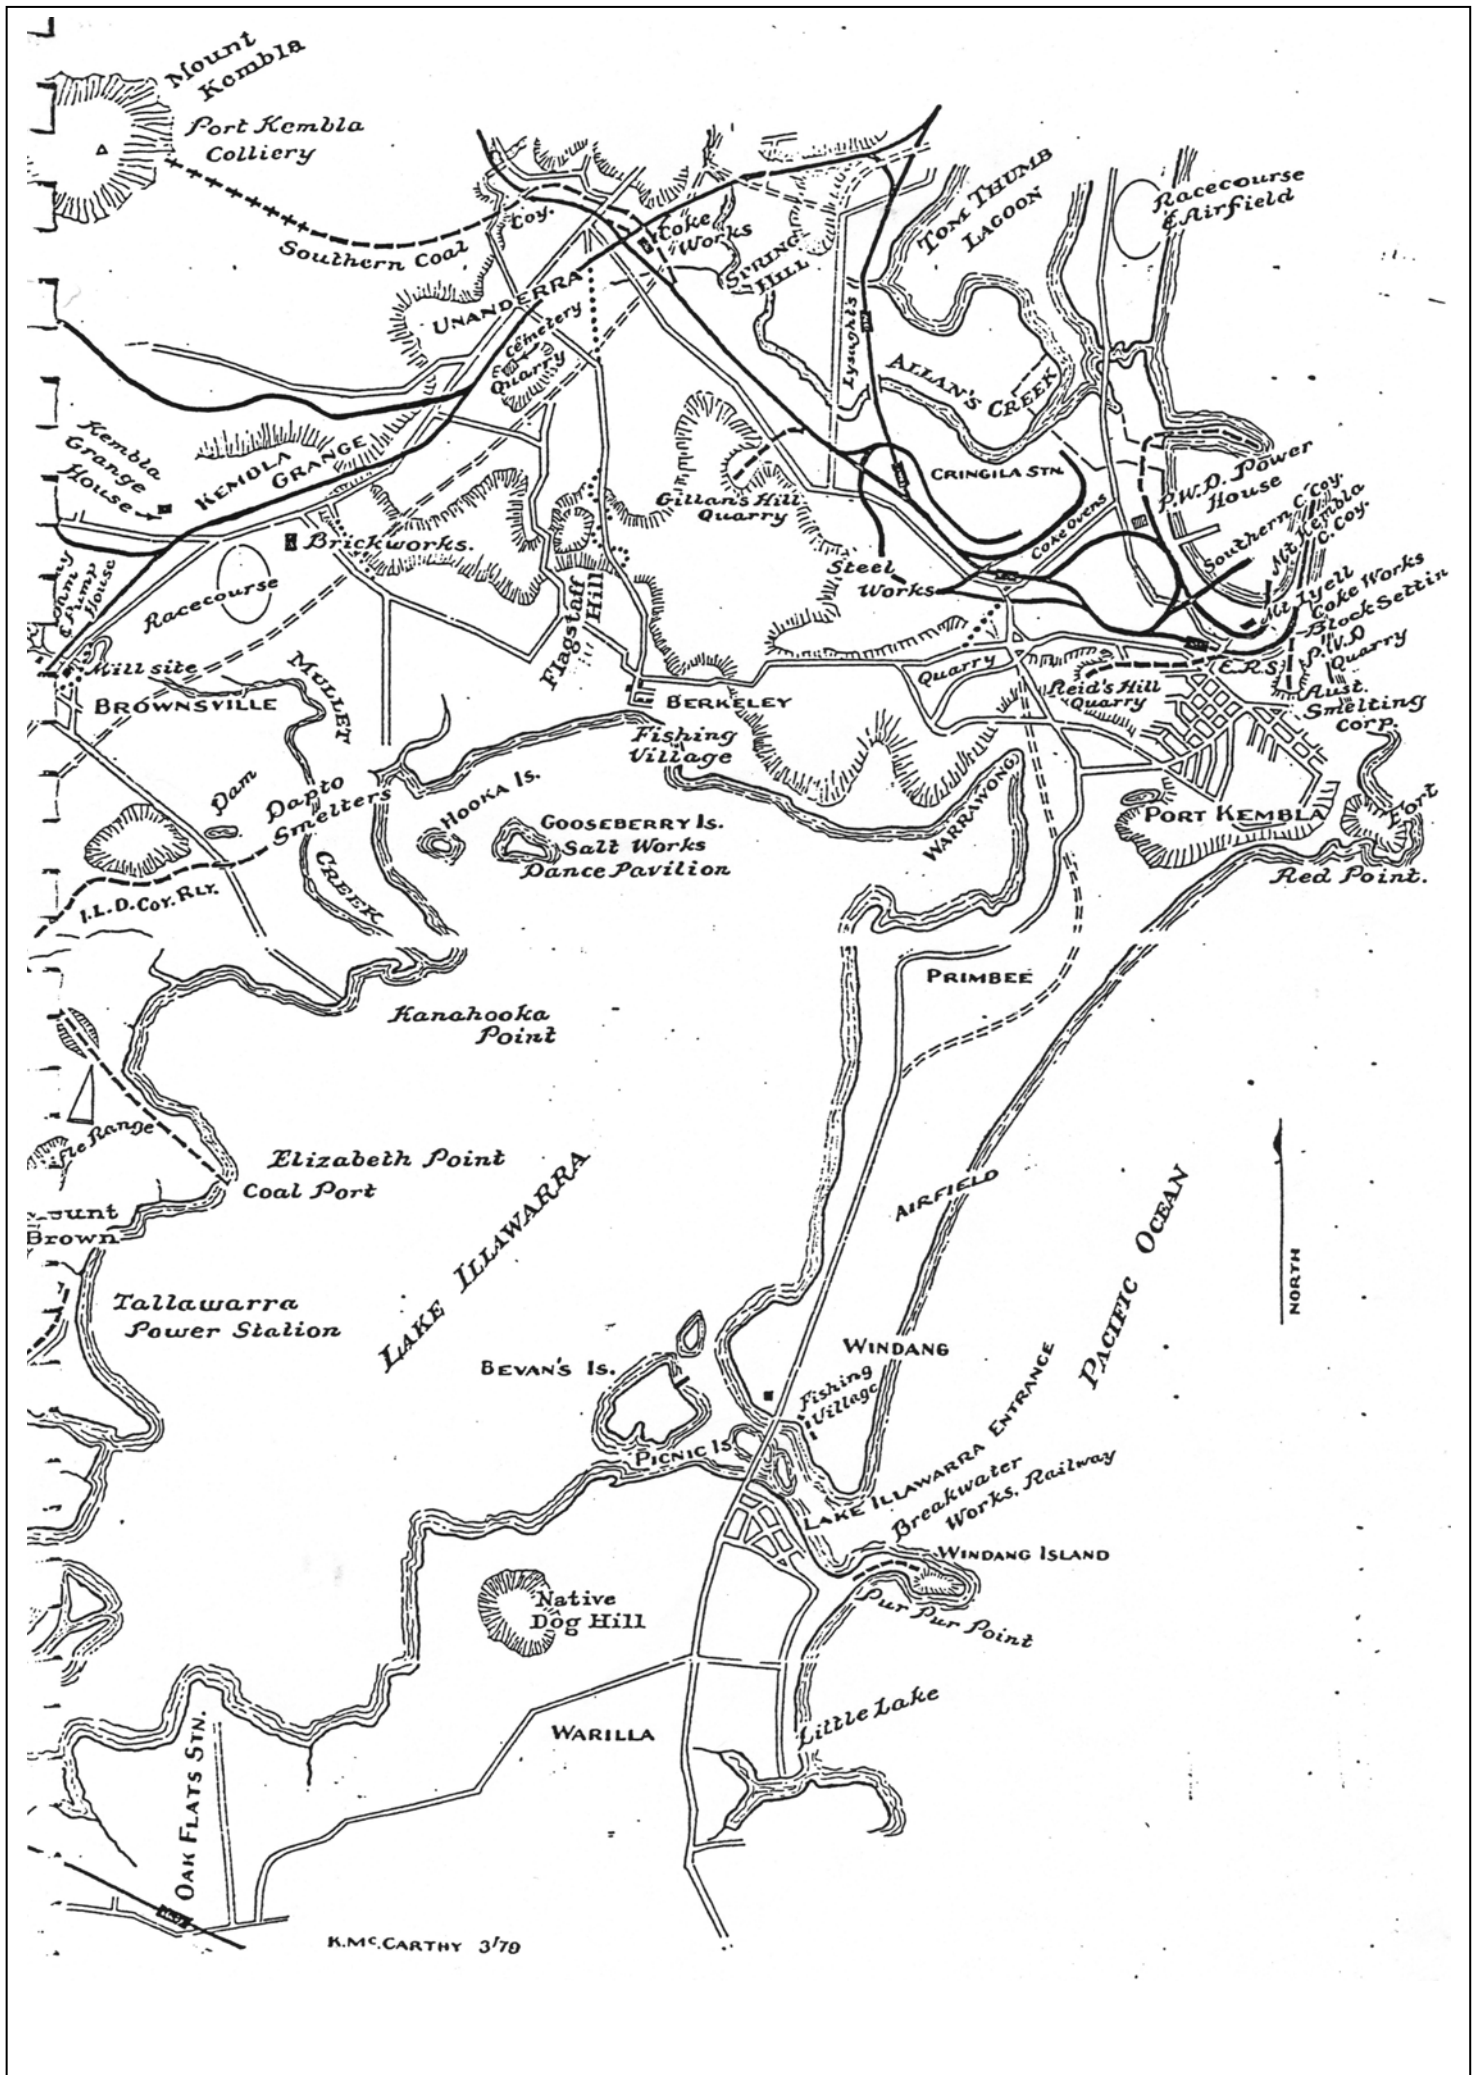 Mount
Kembla
Port Kembla
Colliery
Southern Coal
Coy.
Coke
Works
SPRING
HILL
TOM THUMB
LAGOON
Racecourse
& Airfield
UNANDERRA
Cemetery
Quarry
Lysaght's
ALLAN'S CREEK
Kembla
Grange
House
KEMBLA
GRANGE
Gillan's Hill
Quarry
CRINGILA STN.
Coke Ovens
P.W.D. Power
House
Southern C. Coy.
Mt. Kembla
C. Coy.
Brickworks.
Pump
House
Racecourse
Steel
Works
Flagstaff
Hill
Mt. Lyell
Coke Works
Block Settin
P.W.D
Quarry
E.R.S.
Mill site
BROWNSVILLE
MULLET
CREEK
BERKELEY
Fishing
Village
Quarry
Reid's Hill
Quarry
Aust.
Smelting
Corp.
Dam
Dapto
Smelters
HOOKA IS.
GOOSEBERRY IS.
Salt Works
Dance Pavilion
WARRAWONG
PORT KEMBLA
Fort
Red Point.
I.L.D. COY. RLY.
PRIMBEE
Kanahooka
Point
fle Range
Elizabeth Point
Coal Port
ount
Brown
LAKE ILLAWARRA
AIRFIELD
PACIFIC OCEAN
NORTH
Tallawarra
Power Station
BEVAN'S IS.
WINDANG
Fishing
Village
PICNIC IS
LAKE ILLAWARRA ENTRANCE
Breakwater
Works. Railway
WINDANG ISLAND
Pur Pur Point
Native
Dog Hill
Little Lake
WARILLA
OAK FLATS STN.
K. MC. CARTHY 3/79